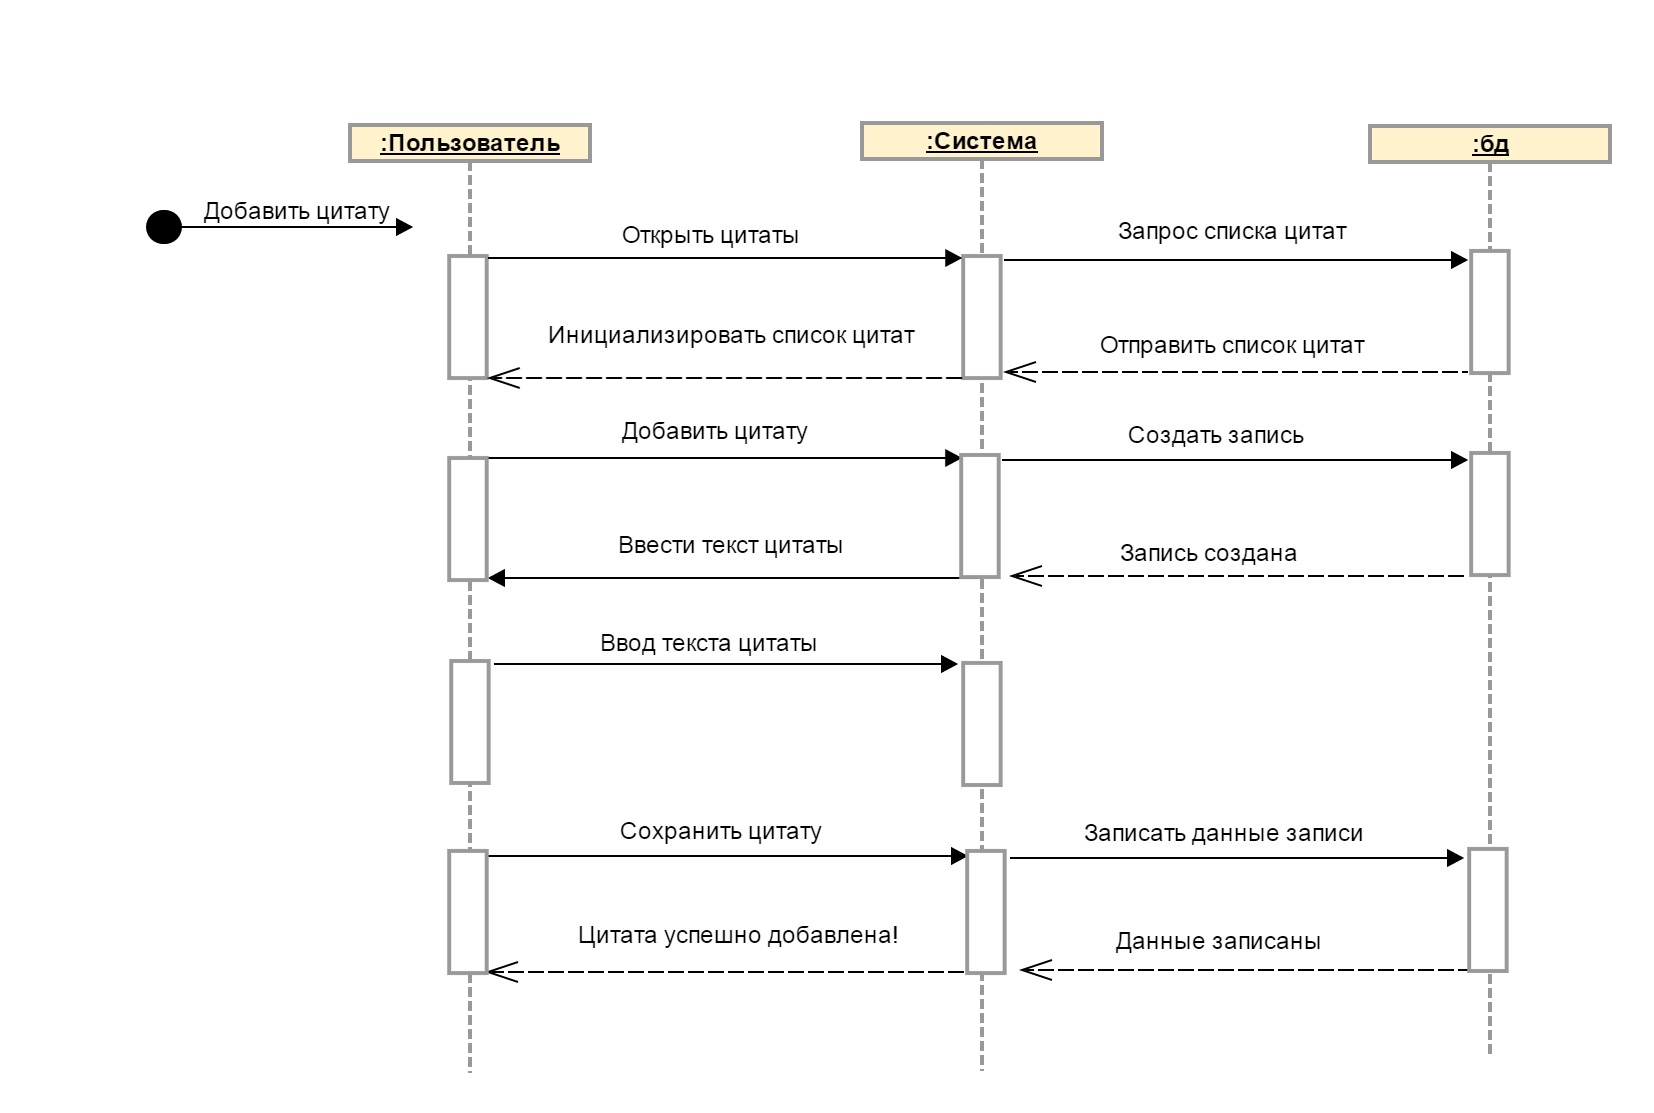 :Пользователь
:Система
:бд
Добавить цитату
Открыть цитаты
Запрос списка цитат
Инициализировать список цитат
Отправить список цитат
Добавить цитату
Создать запись
Ввести текст цитаты
Запись создана
Ввод текста цитаты
Сохранить цитату
Записать данные записи
Цитата успешно добавлена!
Данные записаны